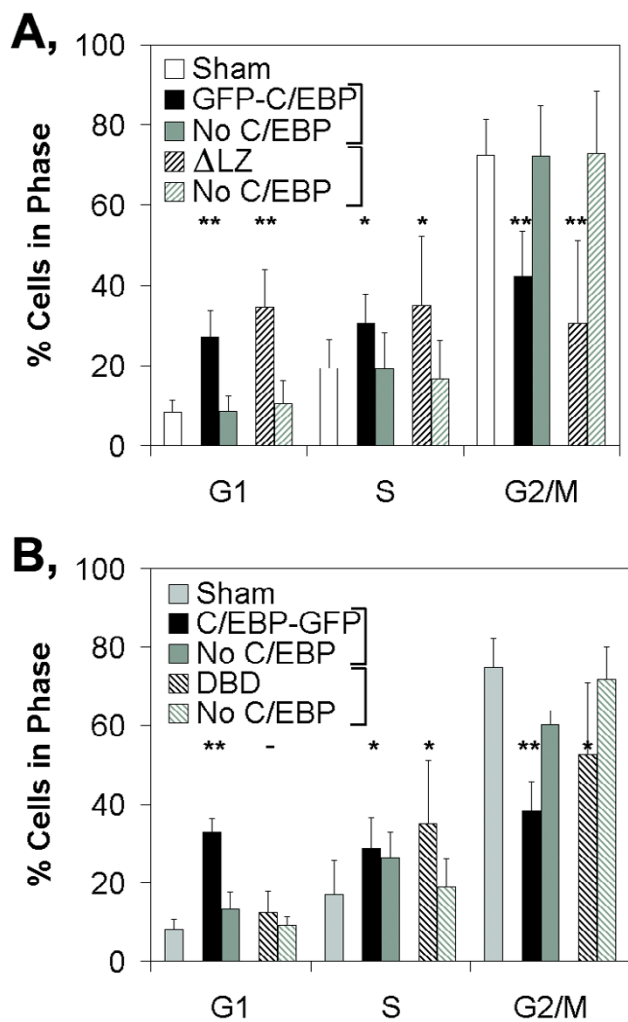 A,
100
80
60
40
20
0
% Cells in Phase
Sham
GFP-C/EBP
No C/EBP
ΔLZ
No C/EBP
** ** * * ** **
G1 S G2/M
B,
100
80
60
40
20
0
% Cells in Phase
Sham
C/EBP-GFP
No C/EBP
DBD
No C/EBP
** - * * ** *
G1 S G2/M